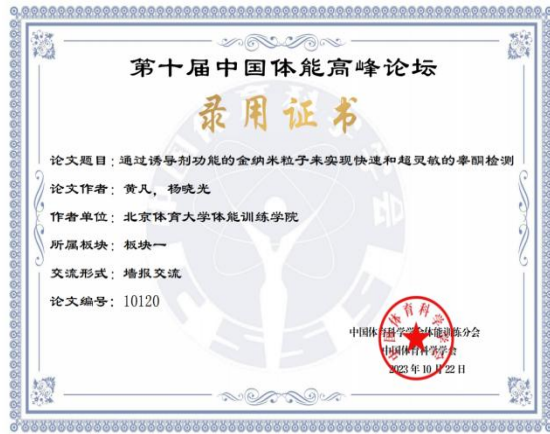 第十届中国体能高峰论坛
录用证书
论文题目：通过诱导剂功能的金纳米粒子来实现快速和超灵敏的睾酮检测
论文作者：黄凡，杨晓光
作者单位：北京体育大学体能训练学院
所属板块：板块一
交流形式：墙报交流
论文编号：10120
中国体育科学学会体能训练分会
中国体育科学学会
2023年10月22日